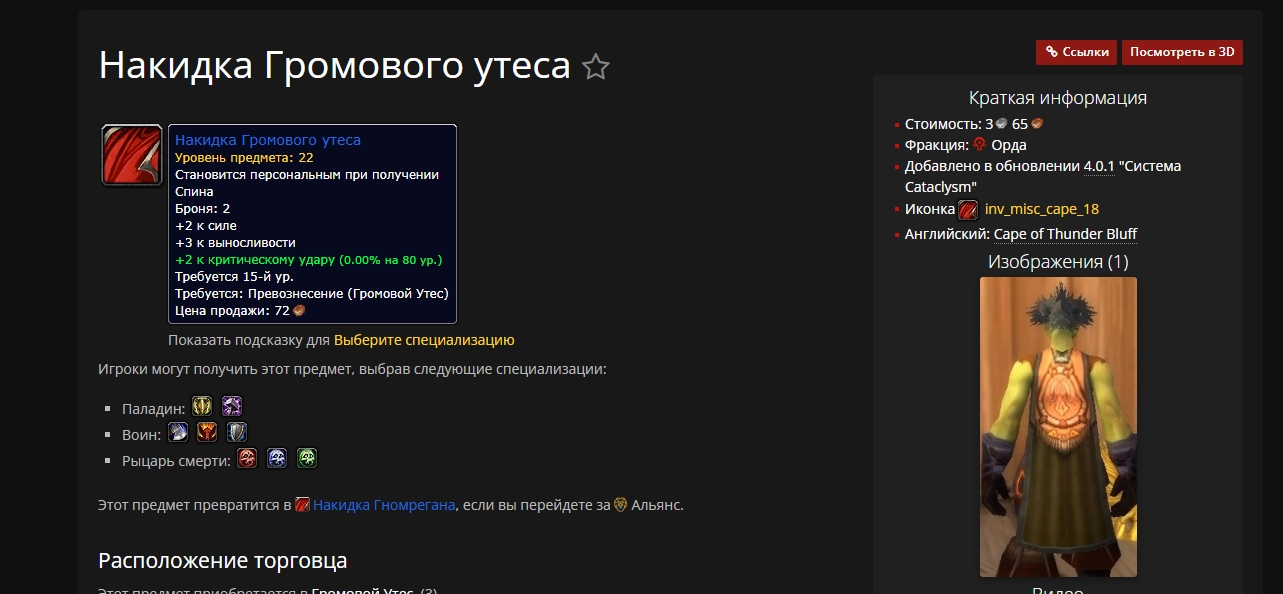 Накидка Громового утеса
Ссылки
Посмотреть в 3D
Накидка Громового утеса
Уровень предмета: 22
Становится персональным при получении
Спина
Броня: 2
+2 к силе
+3 к выносливости
+2 к критическому удару (0.00% на 80 ур.)
Требуется 15-й ур.
Требуется: Превознесение (Громовой Утес)
Цена продажи: 72
Показать подсказку для Выберите специализацию
Игроки могут получить этот предмет, выбрав следующие специализации:
Паладин:
Воин:
Рыцарь смерти:
Этот предмет превратится в Накидка Гномрегана, если вы перейдете за Альянс.
Расположение торговца
Этот предмет приобретается в Громовой Утес (3)
Краткая информация
Стоимость: 3 65
Фракция: Орда
Добавлено в обновлении 4.0.1 "Система
Cataclysm"
Иконка inv_misc_cape_18
Английский: Cape of Thunder Bluff
Изображения (1)
Видео